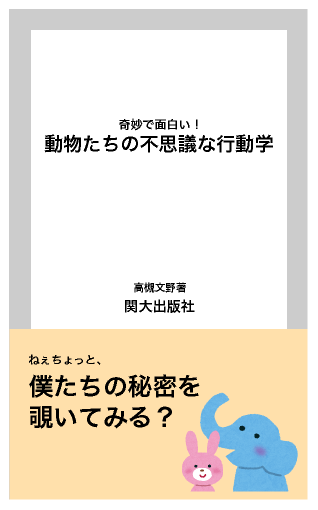 奇妙で面白い！
動物たちの不思議な行動学
高槻文野著
関大出版社
ねぇちょっと、
僕たちの秘密を
覗いてみる？